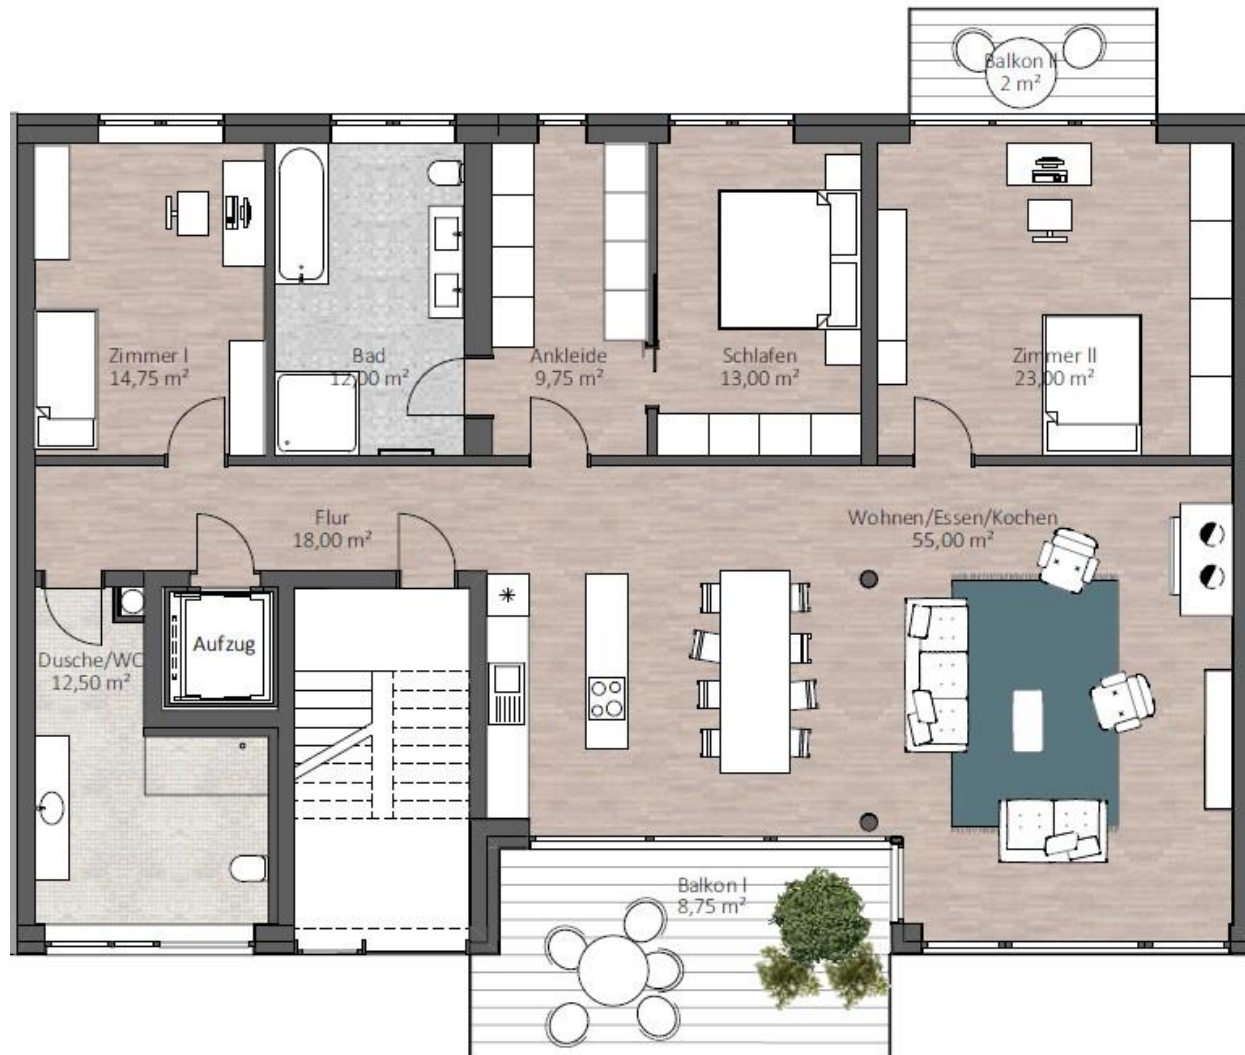 Balkon II
2 m²
Zimmer I
14,75 m²
Bad
12,00 m²
Ankleide
9,75 m²
Schlafen
13,00 m²
Zimmer II
23,00 m²
Flur
18,00 m²
Wohnen/Essen/Kochen
55,00 m²
Aufzug
Dusche/WC
12,50 m²
Balkon I
8,75 m²